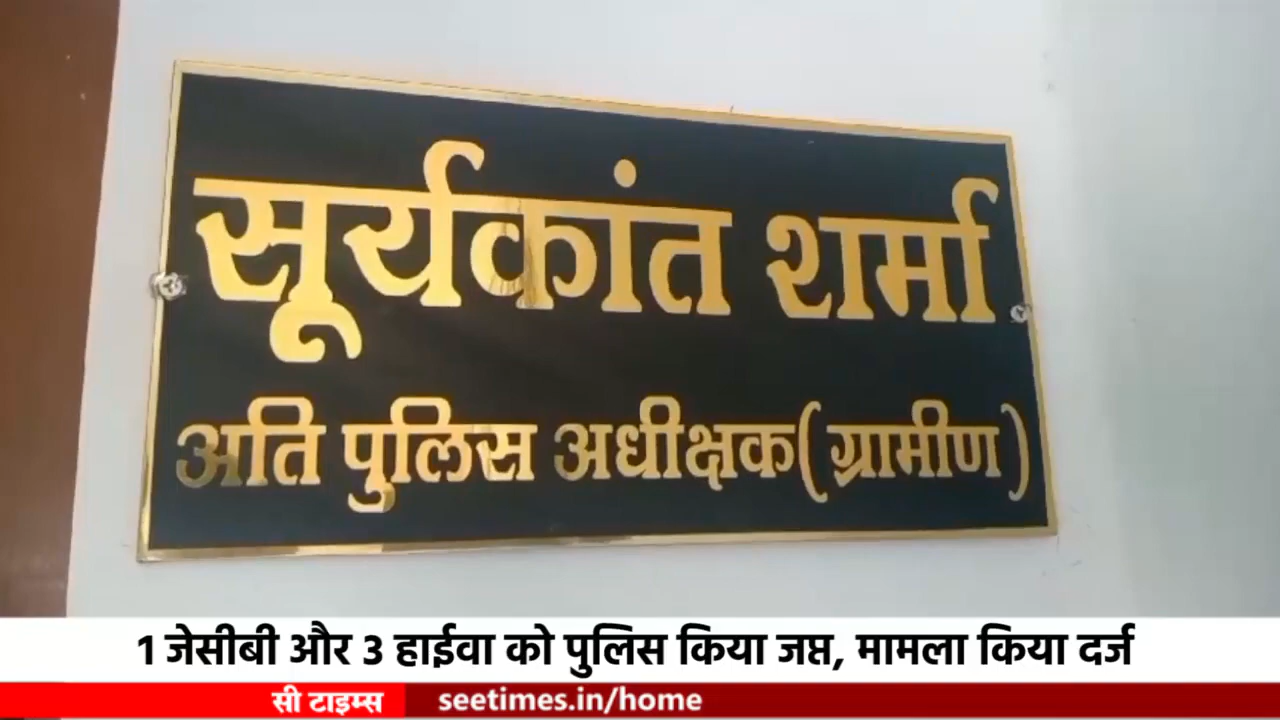 सूर्यकांत शर्मा
अति पुलिस अधीक्षक( ग्रामीण )
1 जेसीबी और 3 हाईवा को पुलिस किया जप्त, मामला किया दर्ज
सी टाइम्स seetimes.in/home